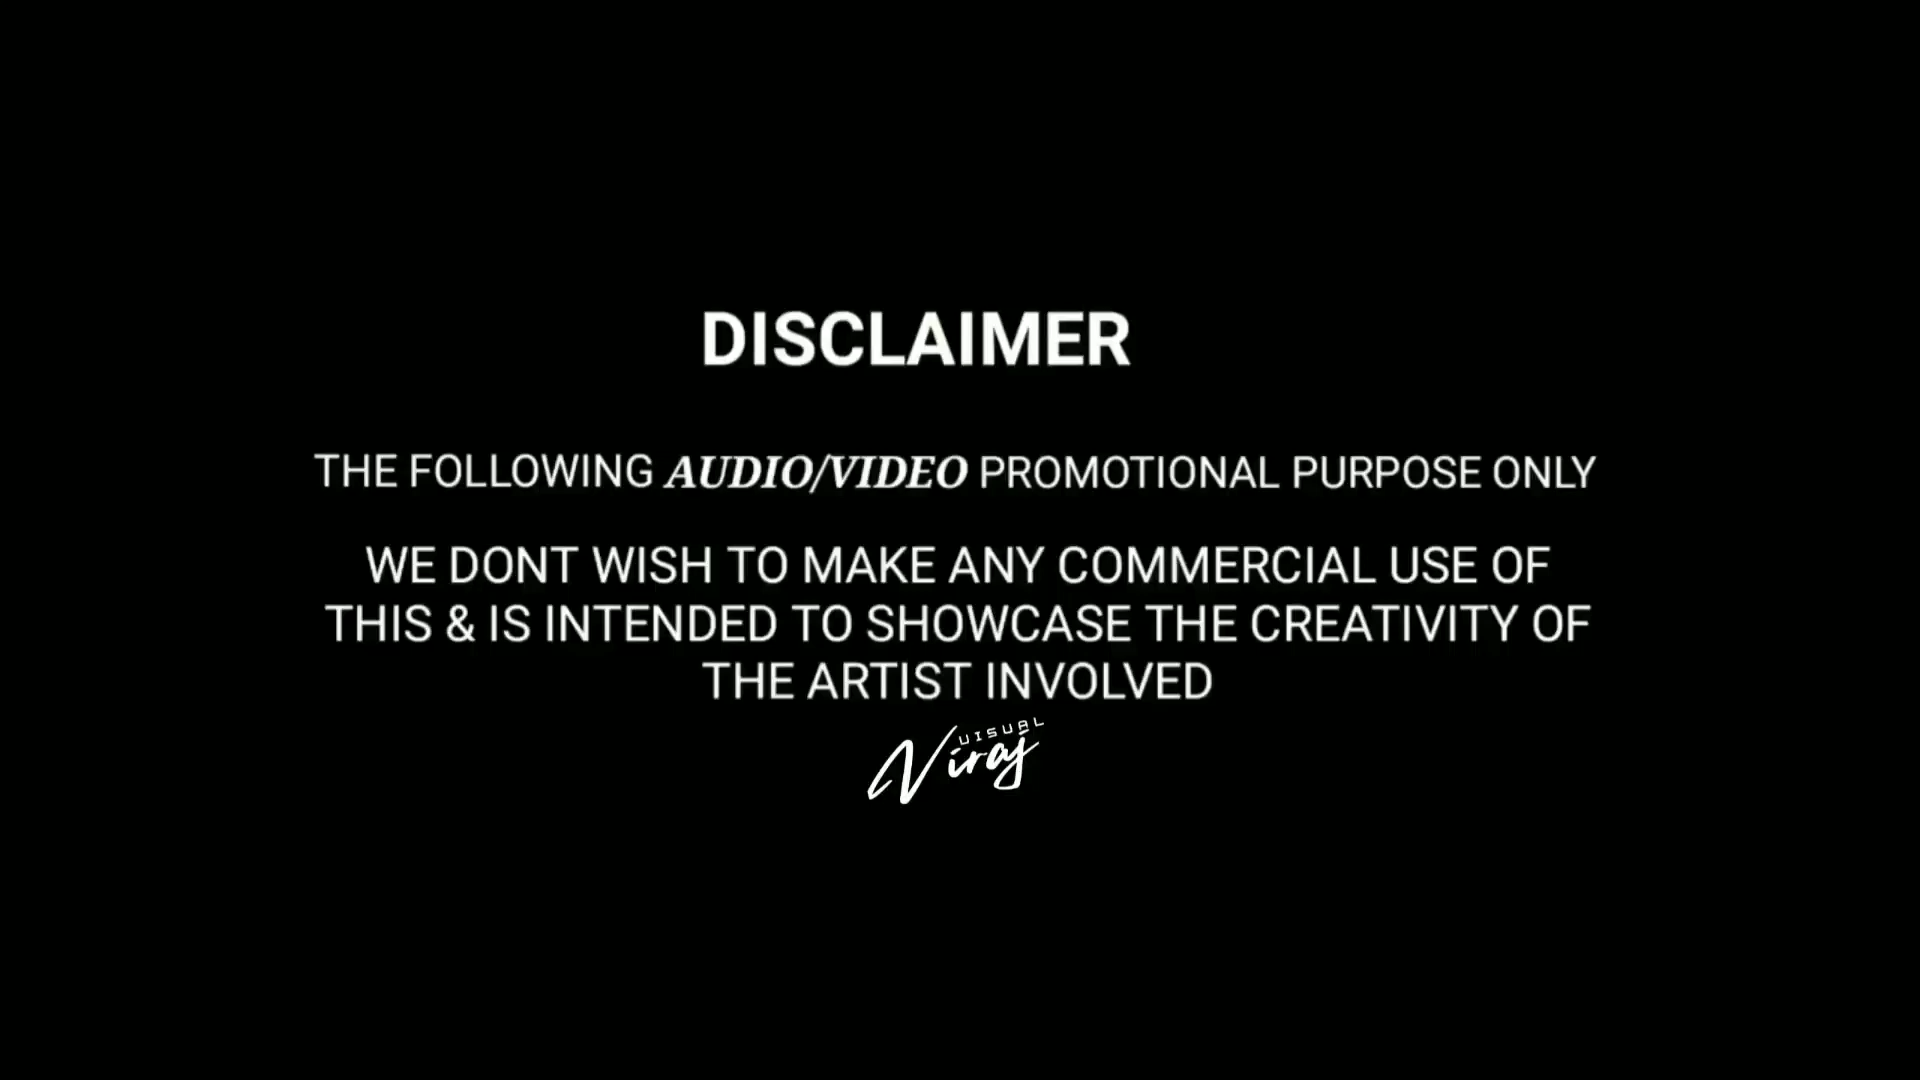 DISCLAIMER
THE FOLLOWING AUDIO/VIDEO PROMOTIONAL PURPOSE ONLY
WE DONT WISH TO MAKE ANY COMMERCIAL USE OF
THIS & IS INTENDED TO SHOWCASE THE CREATIVITY OF
THE ARTIST INVOLVED
VISUAL
Viraj